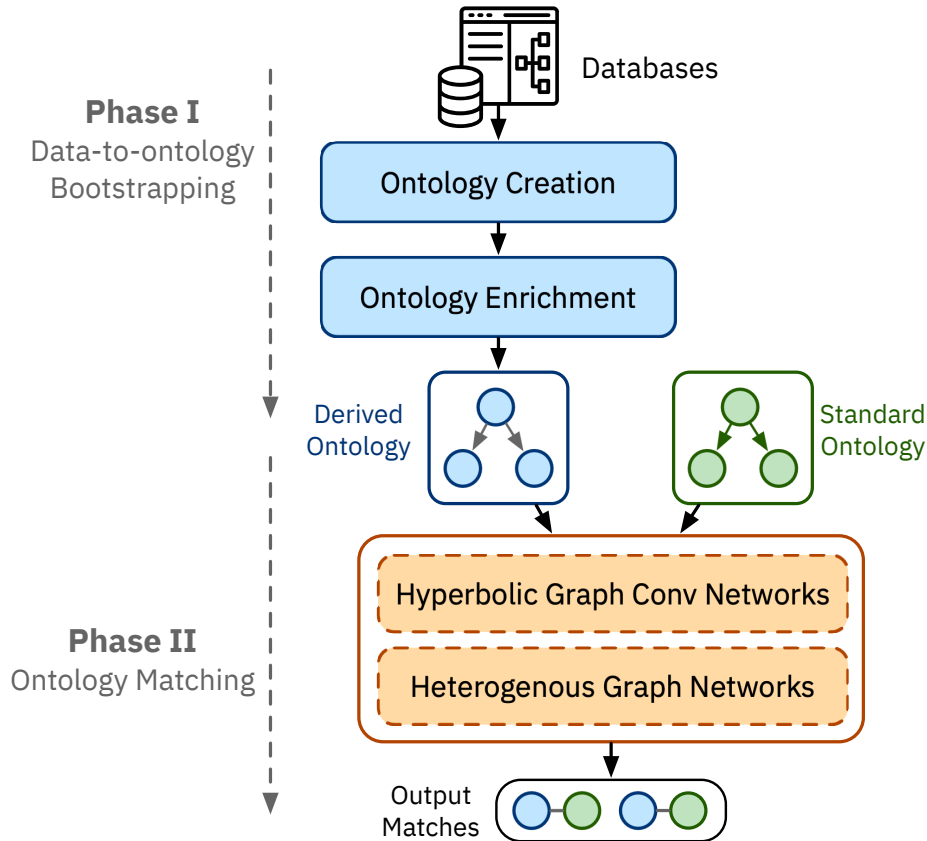 Databases
Phase I
Data-to-ontology
Bootstrapping
Ontology Creation
Ontology Enrichment
Derived
Ontology
Standard
Ontology
Hyperbolic Graph Conv Networks
Phase II
Ontology Matching
Heterogenous Graph Networks
Output
Matches